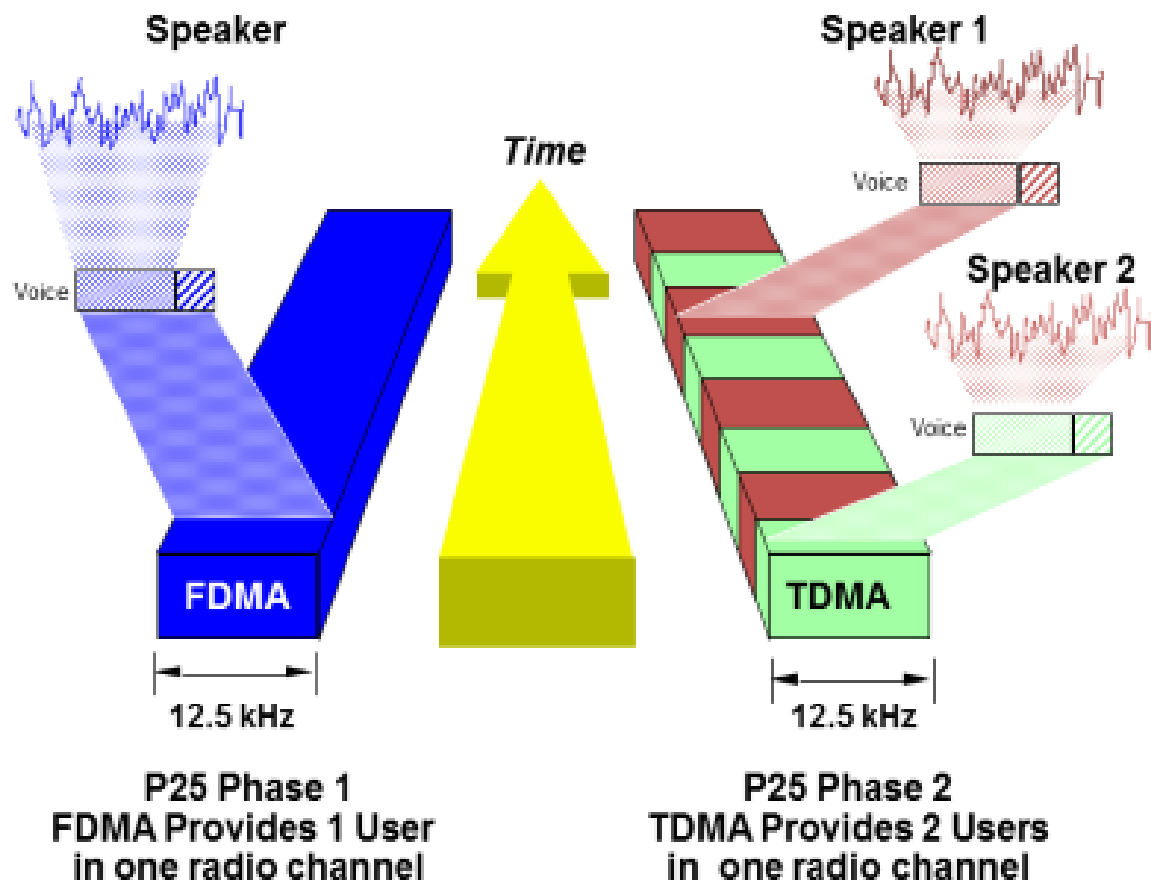 Speaker
Voice
FDMA
12.5 kHz
P25 Phase 1
FDMA Provides 1 User
in one radio channel
Time
Speaker 1
Voice
Speaker 2
Voice
TDMA
12.5 kHz
P25 Phase 2
TDMA Provides 2 Users
in one radio channel